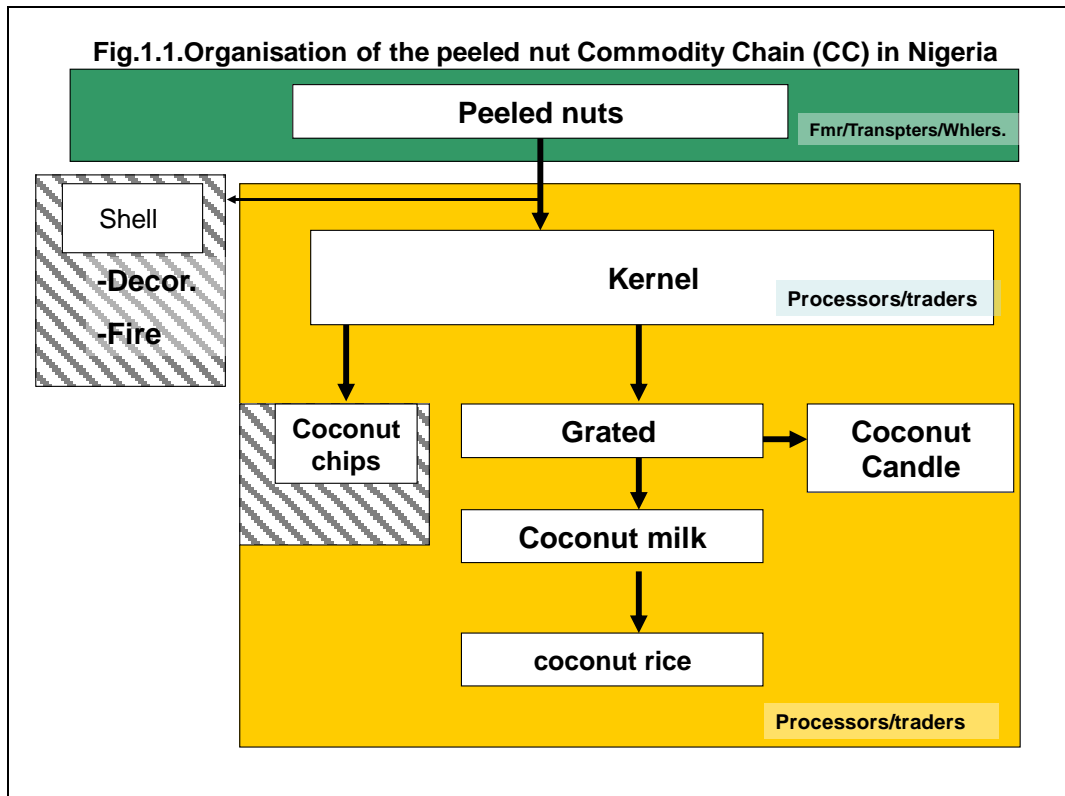 Fig.1.1.Organisation of the peeled nut Commodity Chain (CC) in Nigeria
Peeled nuts
Fmr/Transpters/Whlers.
Shell
-Decor.
-Fire
Kernel
Processors/traders
Coconut
chips
Grated
Coconut
Candle
Coconut milk
coconut rice
Processors/traders